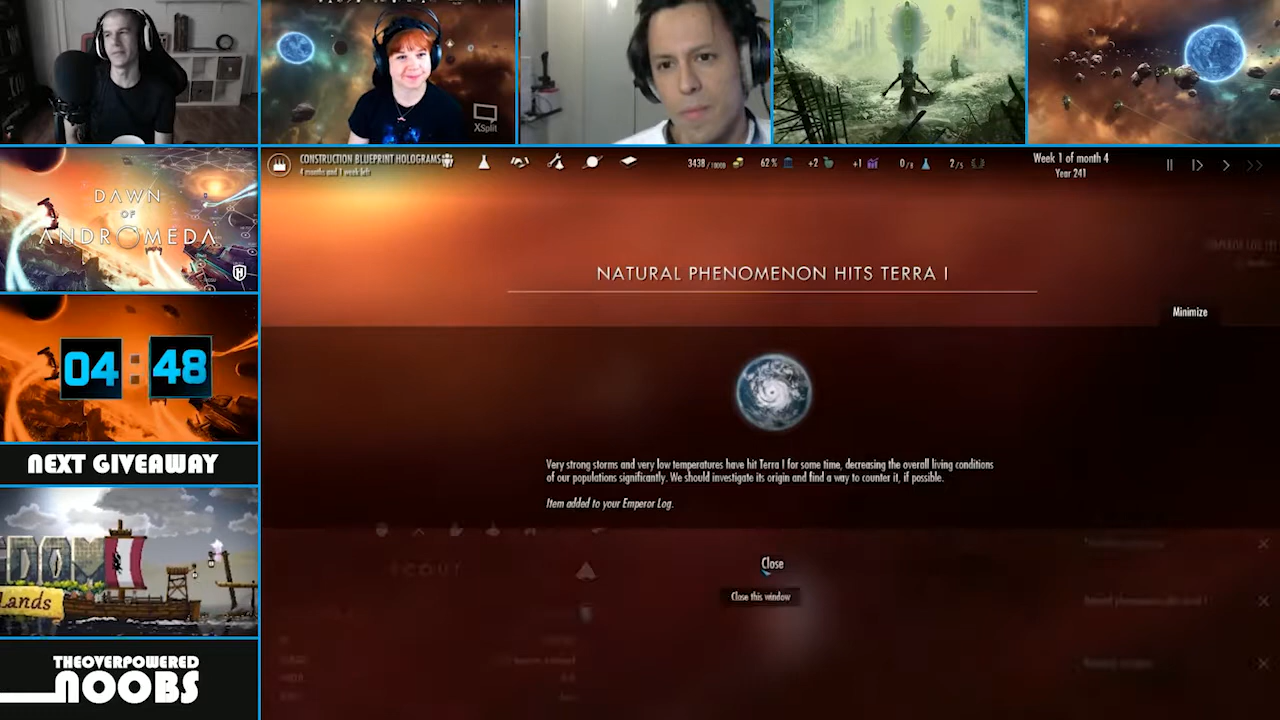 XSplit
DAWN
OF
ANDROMEDA
04:48
NEXT GIVEAWAY
Lands
THEOVERPOWERED
NOOBS
CONSTRUCTION BLUEPRINT HOLOGRAMS
4 months and 1 week left
3438 / 10000
62 %
+2
+1
0/8
2/5
Week 1 of month 4
Year 241
NATURAL PHENOMENON HITS TERRA I
Minimize
Very strong storms and very low temperatures have hit Terra I for some time, decreasing the overall living conditions
of our populations significantly. We should investigate its origin and find a way to counter it, if possible.
Item added to your Emperor Log.
SCOUT
Close
Close this window